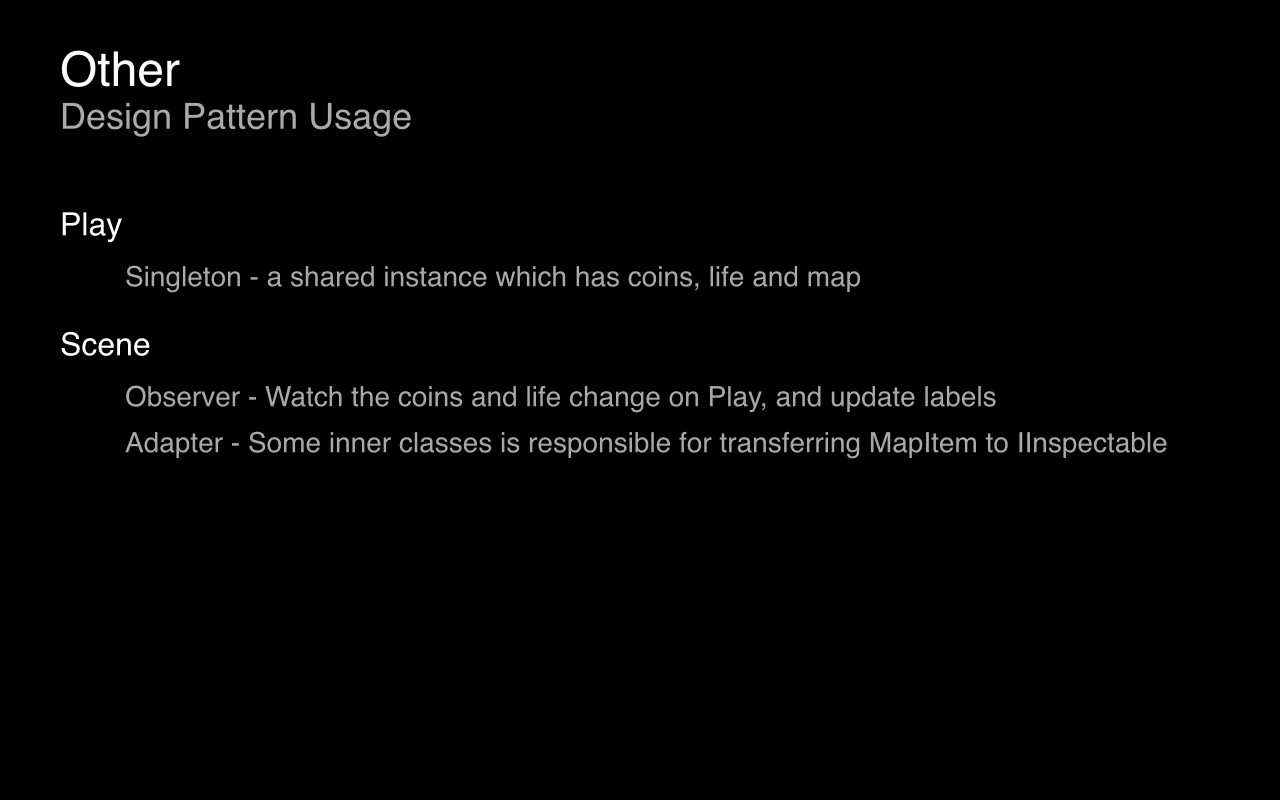 Other
Design Pattern Usage
Play
Singleton - a shared instance which has coins, life and map
Scene
Observer - Watch the coins and life change on Play, and update labels
Adapter - Some inner classes is responsible for transferring MapItem to IInspectable